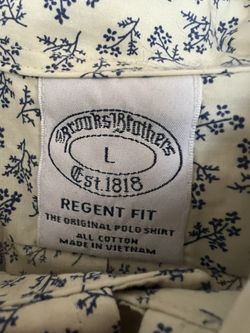 Brooks Brothers
L
Est. 1818
REGENT FIT
THE ORIGINAL POLO SHIRT
ALL COTTON
MADE IN VIETNAM